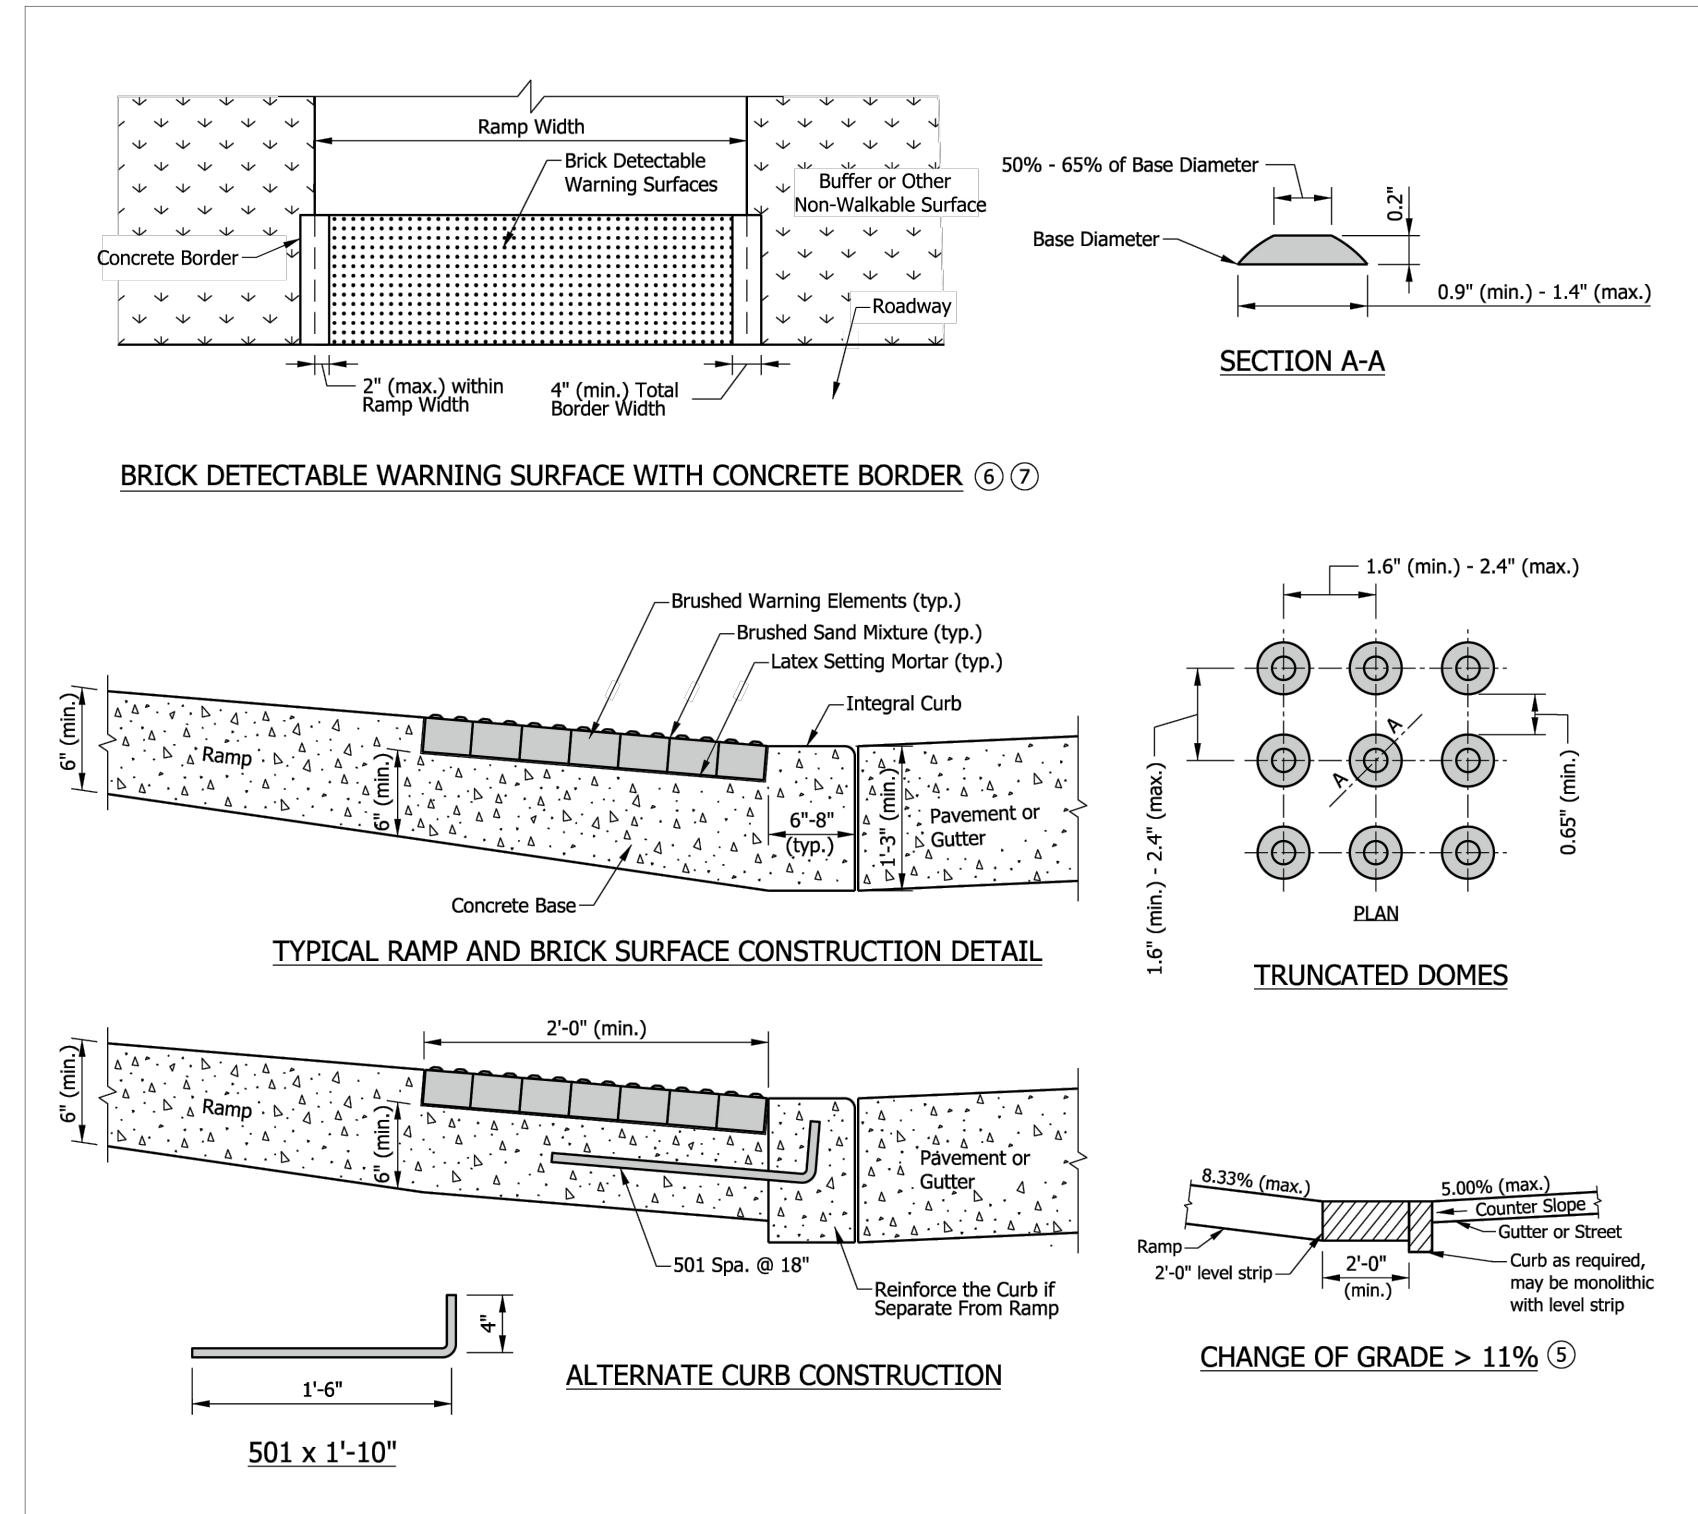 Ramp Width
Brick Detectable
Warning Surfaces
Buffer or Other
Non-Walkable Surface
Concrete Border
Roadway
2" (max.) within
Ramp Width
4" (min.) Total
Border Width
BRICK DETECTABLE WARNING SURFACE WITH CONCRETE BORDER 6 7
50% - 65% of Base Diameter
0.2"
Base Diameter
0.9" (min.) - 1.4" (max.)
SECTION A-A
Brushed Warning Elements (typ.)
Brushed Sand Mixture (typ.)
Latex Setting Mortar (typ.)
Integral Curb
6" (min.)
Ramp
6" (min.)
6"-8"
(typ.)
1'-3" (min.)
Pavement or
Gutter
Concrete Base
TYPICAL RAMP AND BRICK SURFACE CONSTRUCTION DETAIL
1.6" (min.) - 2.4" (max.)
1.6" (min.) - 2.4" (max.)
A
A
0.65" (min.)
PLAN
TRUNCATED DOMES
2'-0" (min.)
6" (min.)
Ramp
6" (min.)
Pavement or
Gutter
501 Spa. @ 18"
Reinforce the Curb if
Separate From Ramp
4"
1'-6"
501 x 1'-10"
ALTERNATE CURB CONSTRUCTION
8.33% (max.)
5.00% (max.)
Counter Slope
Gutter or Street
Ramp
2'-0" level strip
2'-0"
(min.)
Curb as required,
may be monolithic
with level strip
CHANGE OF GRADE > 11% 5